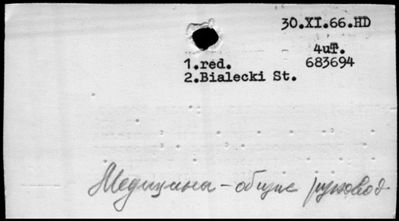 30.XI.66.HD
4uT.
1.red. 683694
2.Bialecki St.
Медицина - общие руковод